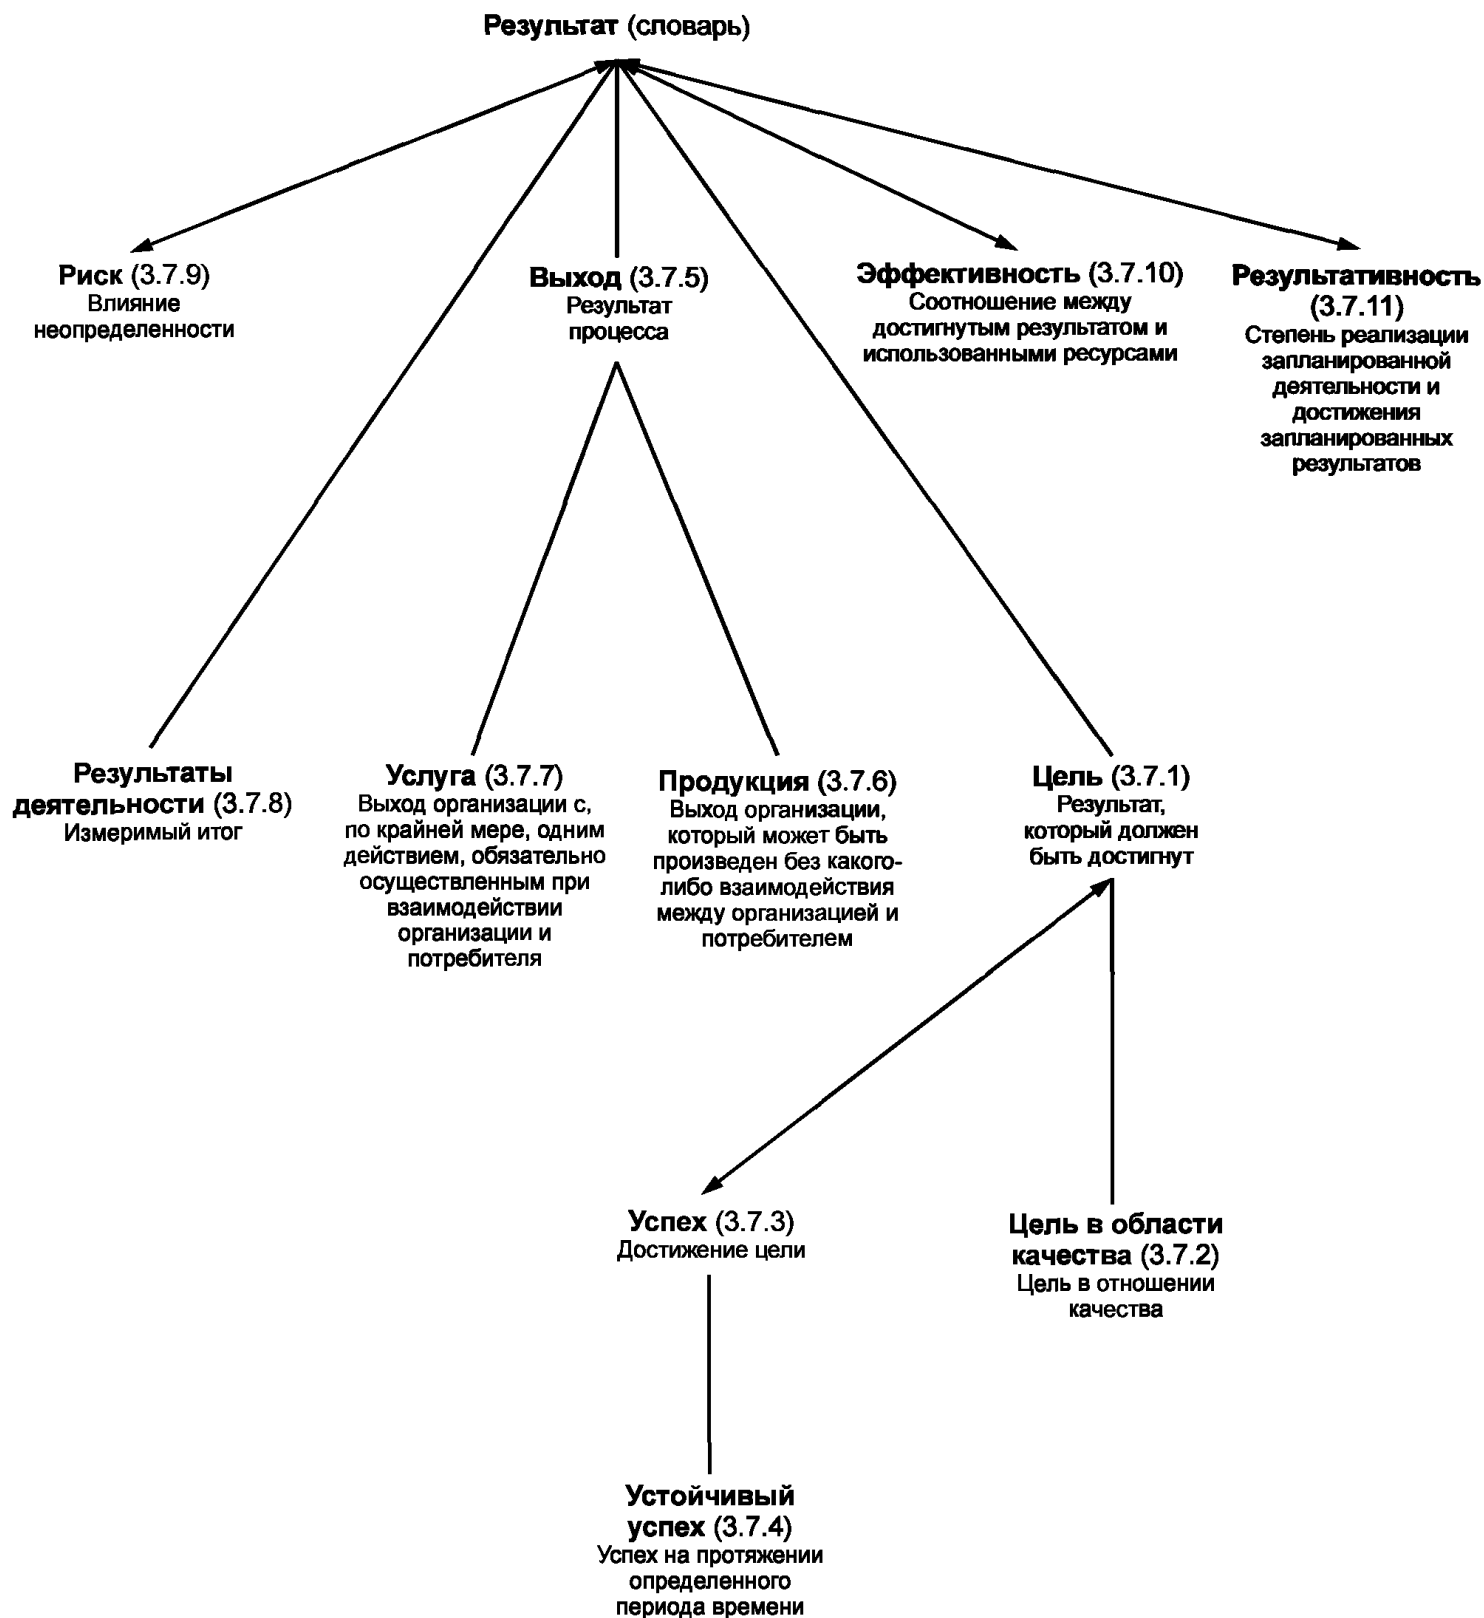 Результат (словарь)
Риск (3.7.9)
Влияние
неопределенности
Выход (3.7.5)
Результат
процесса
Эффективность (3.7.10)
Соотношение между
достигнутым результатом и
использованными ресурсами
Результативность
(3.7.11)
Степень реализации
запланированной
деятельности и
достижения
запланированных
результатов
Результаты
деятельности (3.7.8)
Измеримый итог
Услуга (3.7.7)
Выход организации с,
по крайней мере, одним
действием, обязательно
осуществленным при
взаимодействии
организации и
потребителя
Продукция (3.7.6)
Выход организации,
который может быть
произведен без какого-
либо взаимодействия
между организацией и
потребителем
Цель (3.7.1)
Результат,
который должен
быть достигнут
Успех (3.7.3)
Достижение цели
Цель в области
качества (3.7.2)
Цель в отношении
качества
Устойчивый
успех (3.7.4)
Успех на протяжении
определенного
периода времени